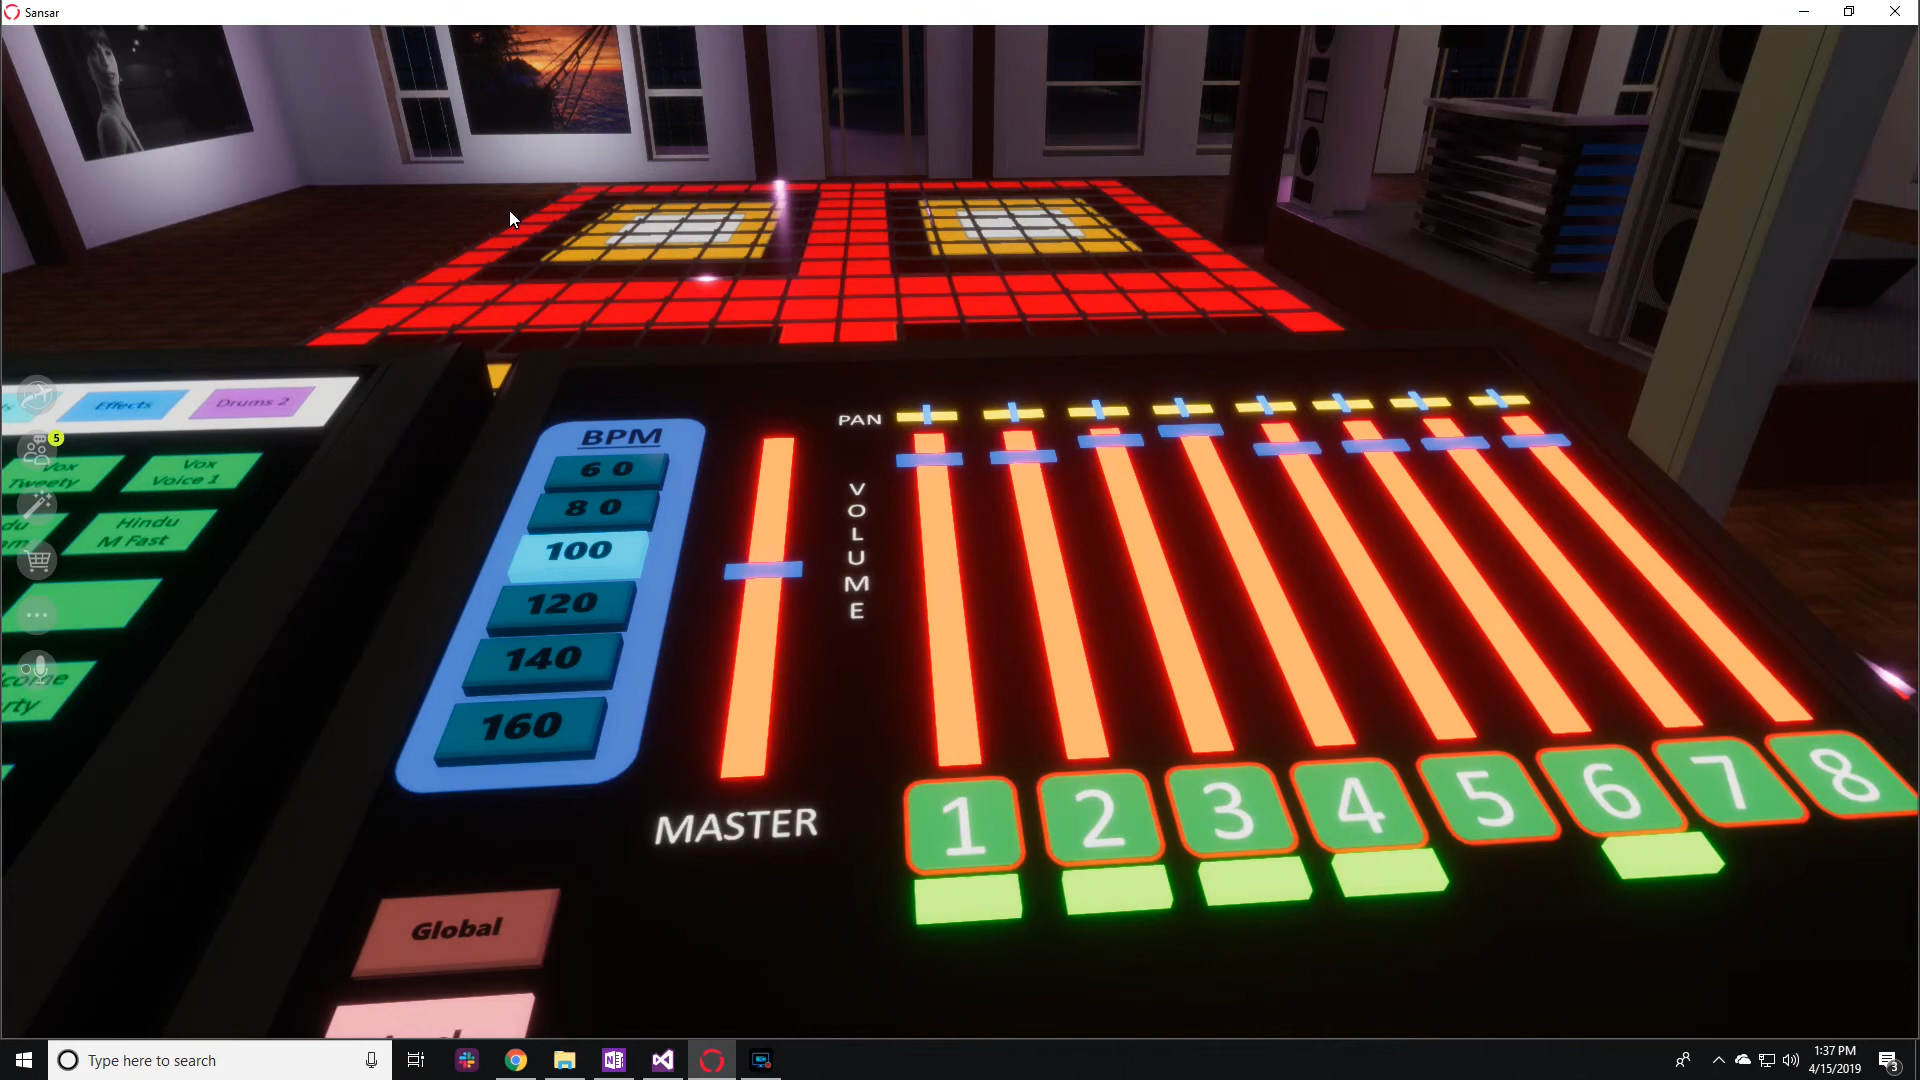 Sansar
Effects
Drums 2
5
Vox
Tweety
Vox
Voice 1
Hindu
M Fast
BPM
60
80
100
120
140
160
MASTER
PAN
VOLUME
1 2 3 4 5 6 7 8
Global
Type here to search
1:37 PM
4/15/2019
3